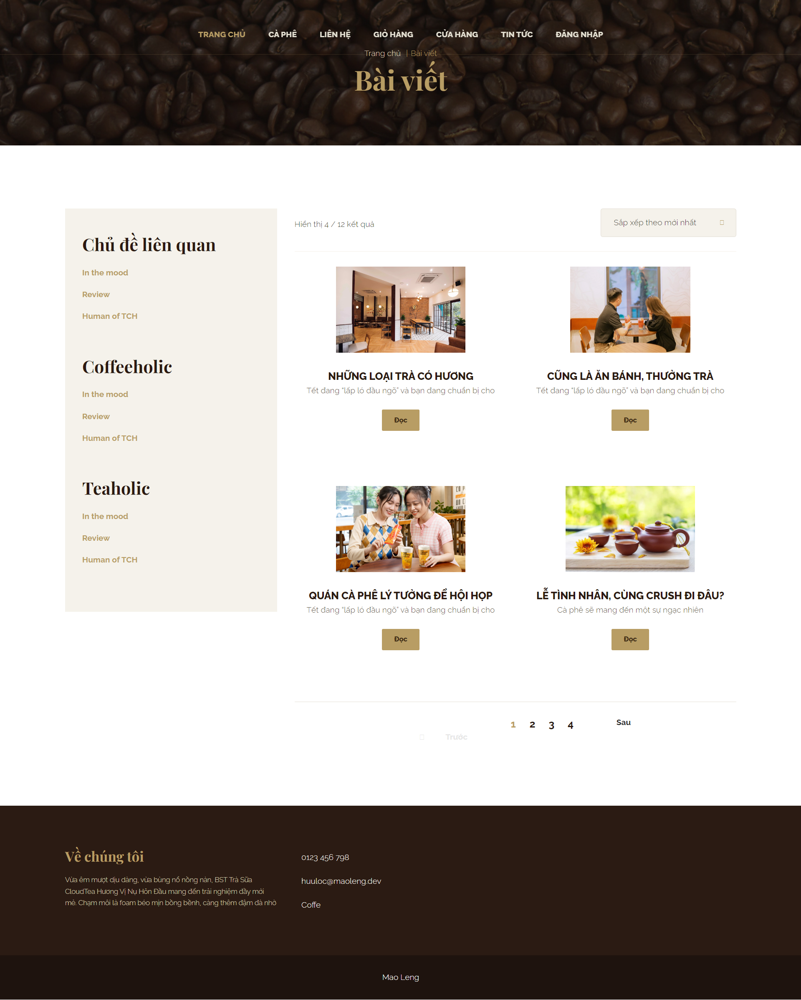 TRANG CHỦ CÀ PHÊ LIÊN HỆ GIỎ HÀNG CỬA HÀNG TIN TỨC ĐĂNG NHẬP
Trang chủ | Bài viết
Bài viết
Chủ đề liên quan
In the mood
Review
Human of TCH
Coffeeholic
In the mood
Review
Human of TCH
Teaholic
In the mood
Review
Human of TCH
Hiển thị 4 / 12 kết quả
Sắp xếp theo mới nhất
NHỮNG LOẠI TRÀ CÓ HƯƠNG
Tết đang “lấp ló đầu ngõ” và bạn đang chuẩn bị cho
Đọc
CŨNG LÀ ĂN BÁNH, THƯỞNG TRÀ
Tết đang “lấp ló đầu ngõ” và bạn đang chuẩn bị cho
Đọc
QUÁN CÀ PHÊ LÝ TƯỞNG ĐỂ HỘI HỌP
Tết đang “lấp ló đầu ngõ” và bạn đang chuẩn bị cho
Đọc
LỄ TÌNH NHÂN, CÙNG CRUSH ĐI ĐÂU?
Cà phê sẽ mang đến một sự ngạc nhiên
Đọc
Trước
1 2 3 4
Sau
Về chúng tôi
Vừa êm mượt dịu dàng, vừa bùng nổ nồng nàn, BST Trà Sữa
CloudTea Hương Vị Nụ Hôn Đầu mang đến trải nghiệm đầy mới
mẻ. Chạm môi là foam béo mịn bồng bềnh, càng thêm đậm đà nhờ
0123 456 798
huuloc@maoleng.dev
Coffe
Mao Leng